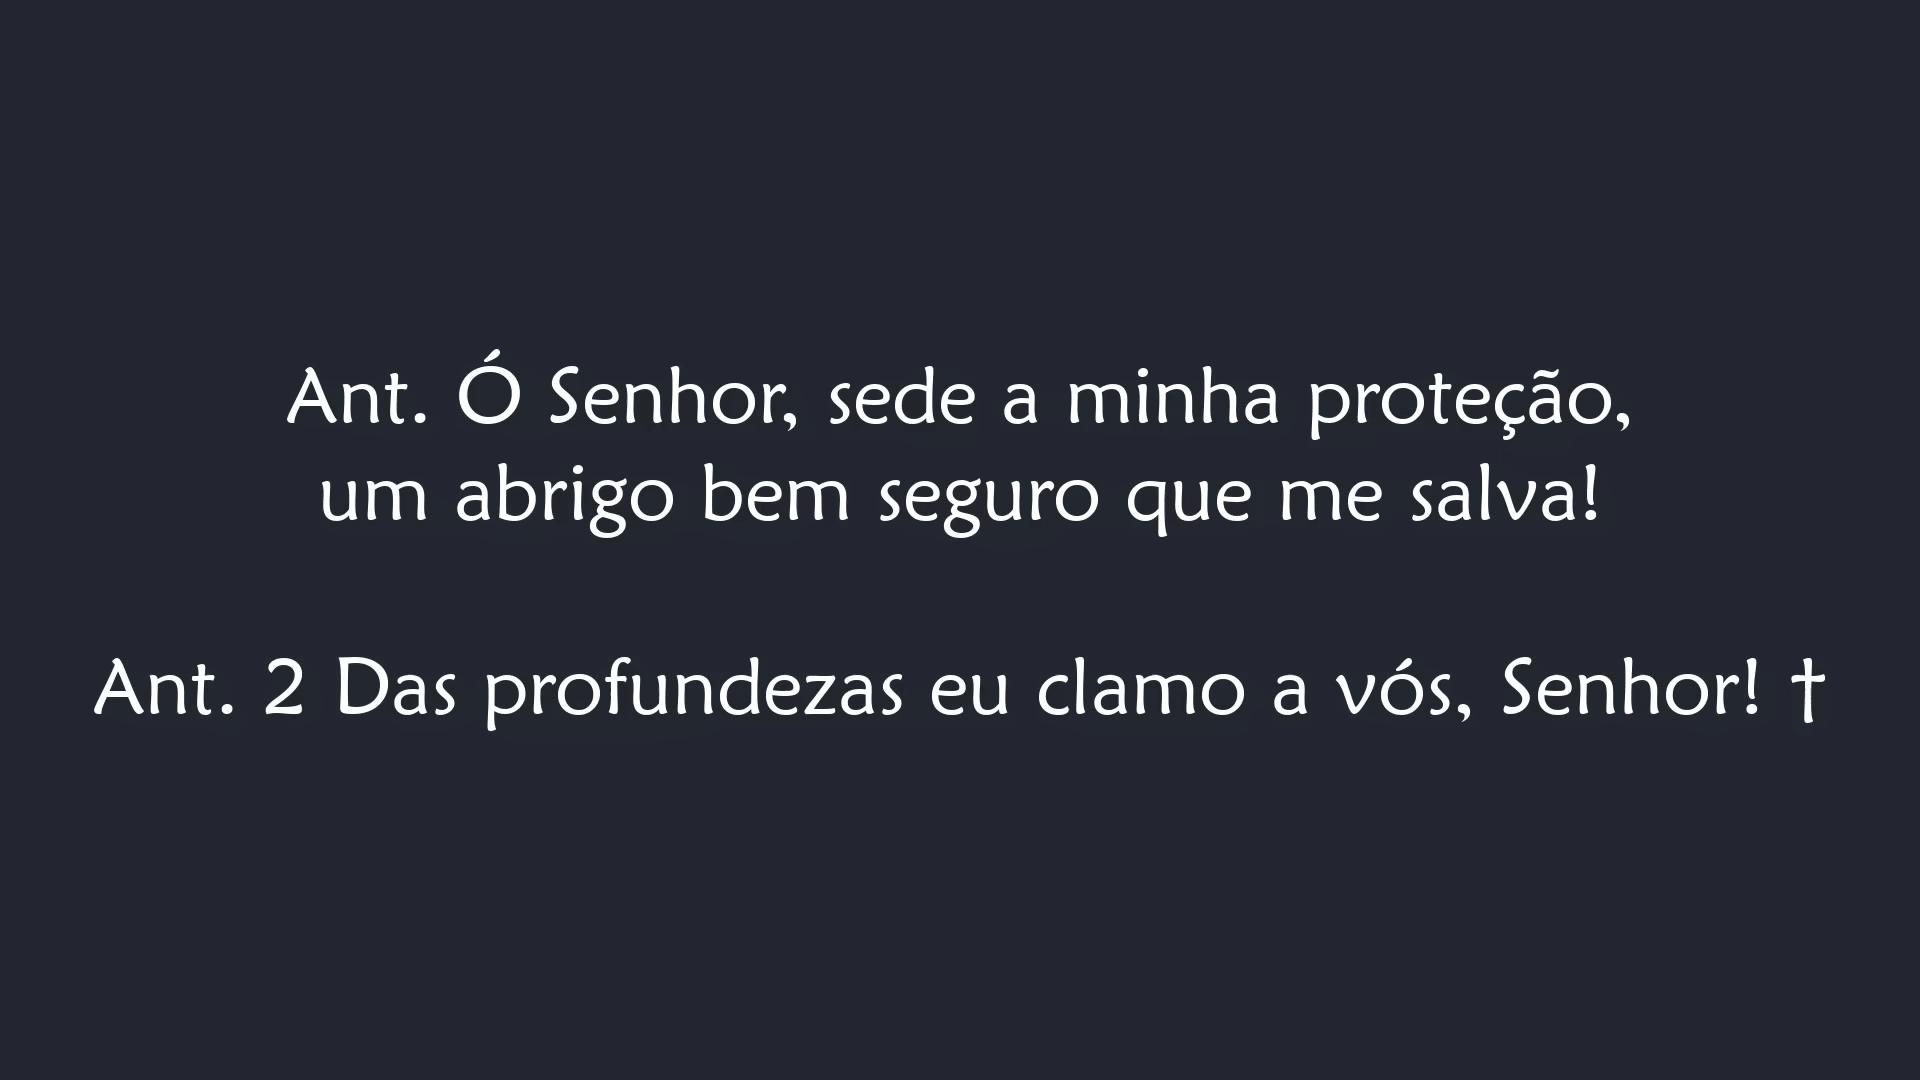 Ant. Ó Senhor, sede a minha proteção,
um abrigo bem seguro que me salva!
Ant. 2 Das profundezas eu clamo a vós, Senhor! †